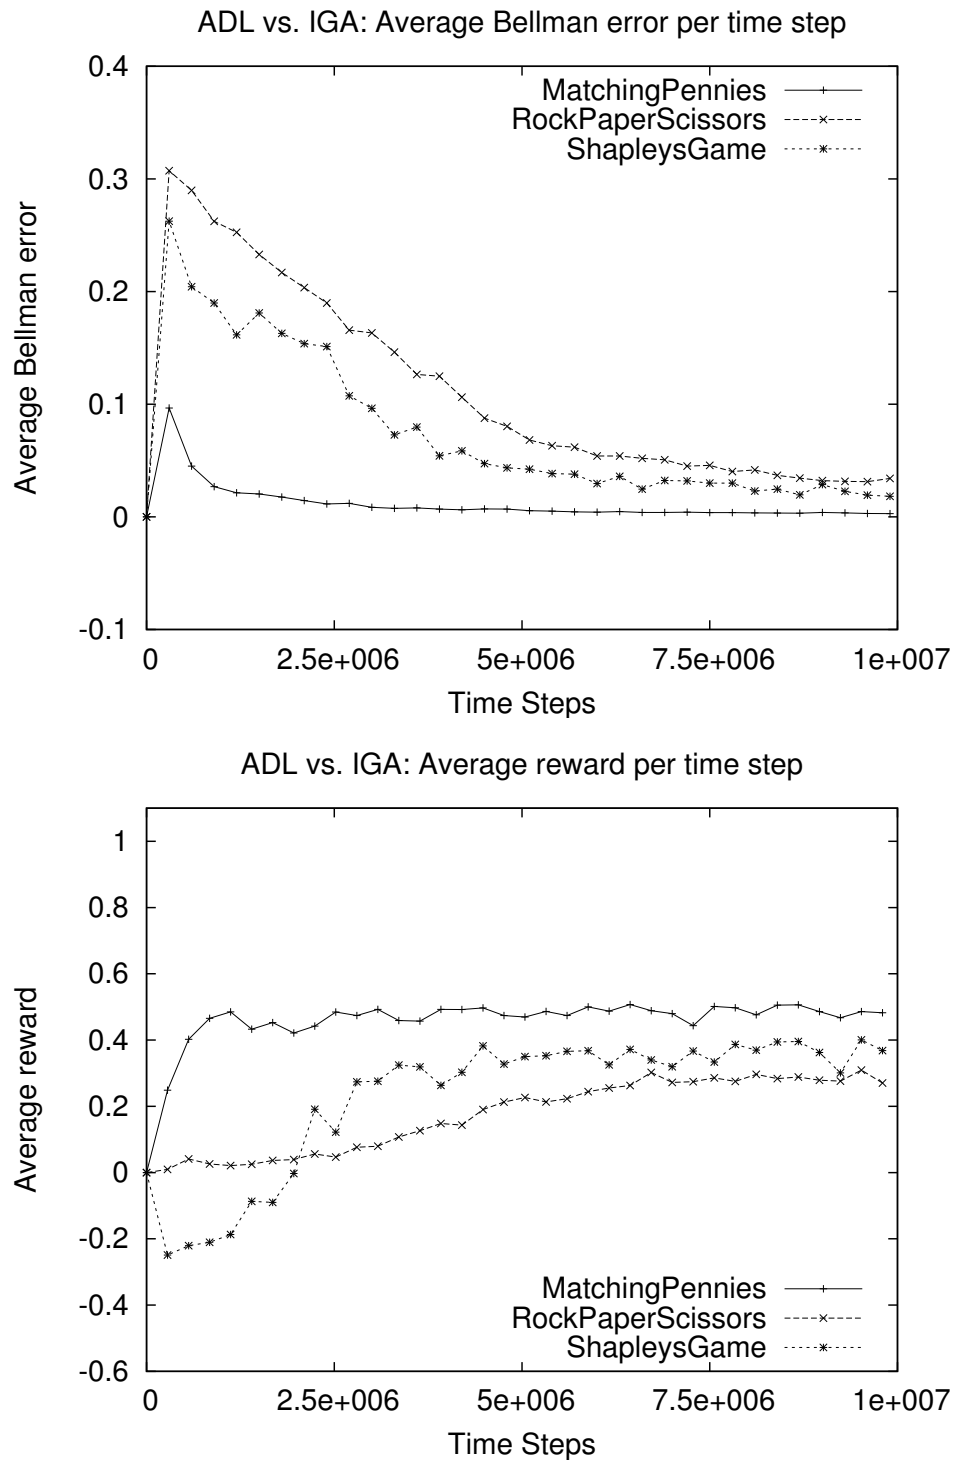 ADL vs. IGA: Average Bellman error per time step
0.4
MatchingPennies
RockPaperScissors
ShapleysGame
0.3
0.2
0.1
0
-0.1
Average Bellman error
0 2.5e+006 5e+006 7.5e+006 1e+007
Time Steps
ADL vs. IGA: Average reward per time step
1
0.8
0.6
0.4
0.2
0
-0.2
-0.4
-0.6
Average reward
MatchingPennies
RockPaperScissors
ShapleysGame
0 2.5e+006 5e+006 7.5e+006 1e+007
Time Steps